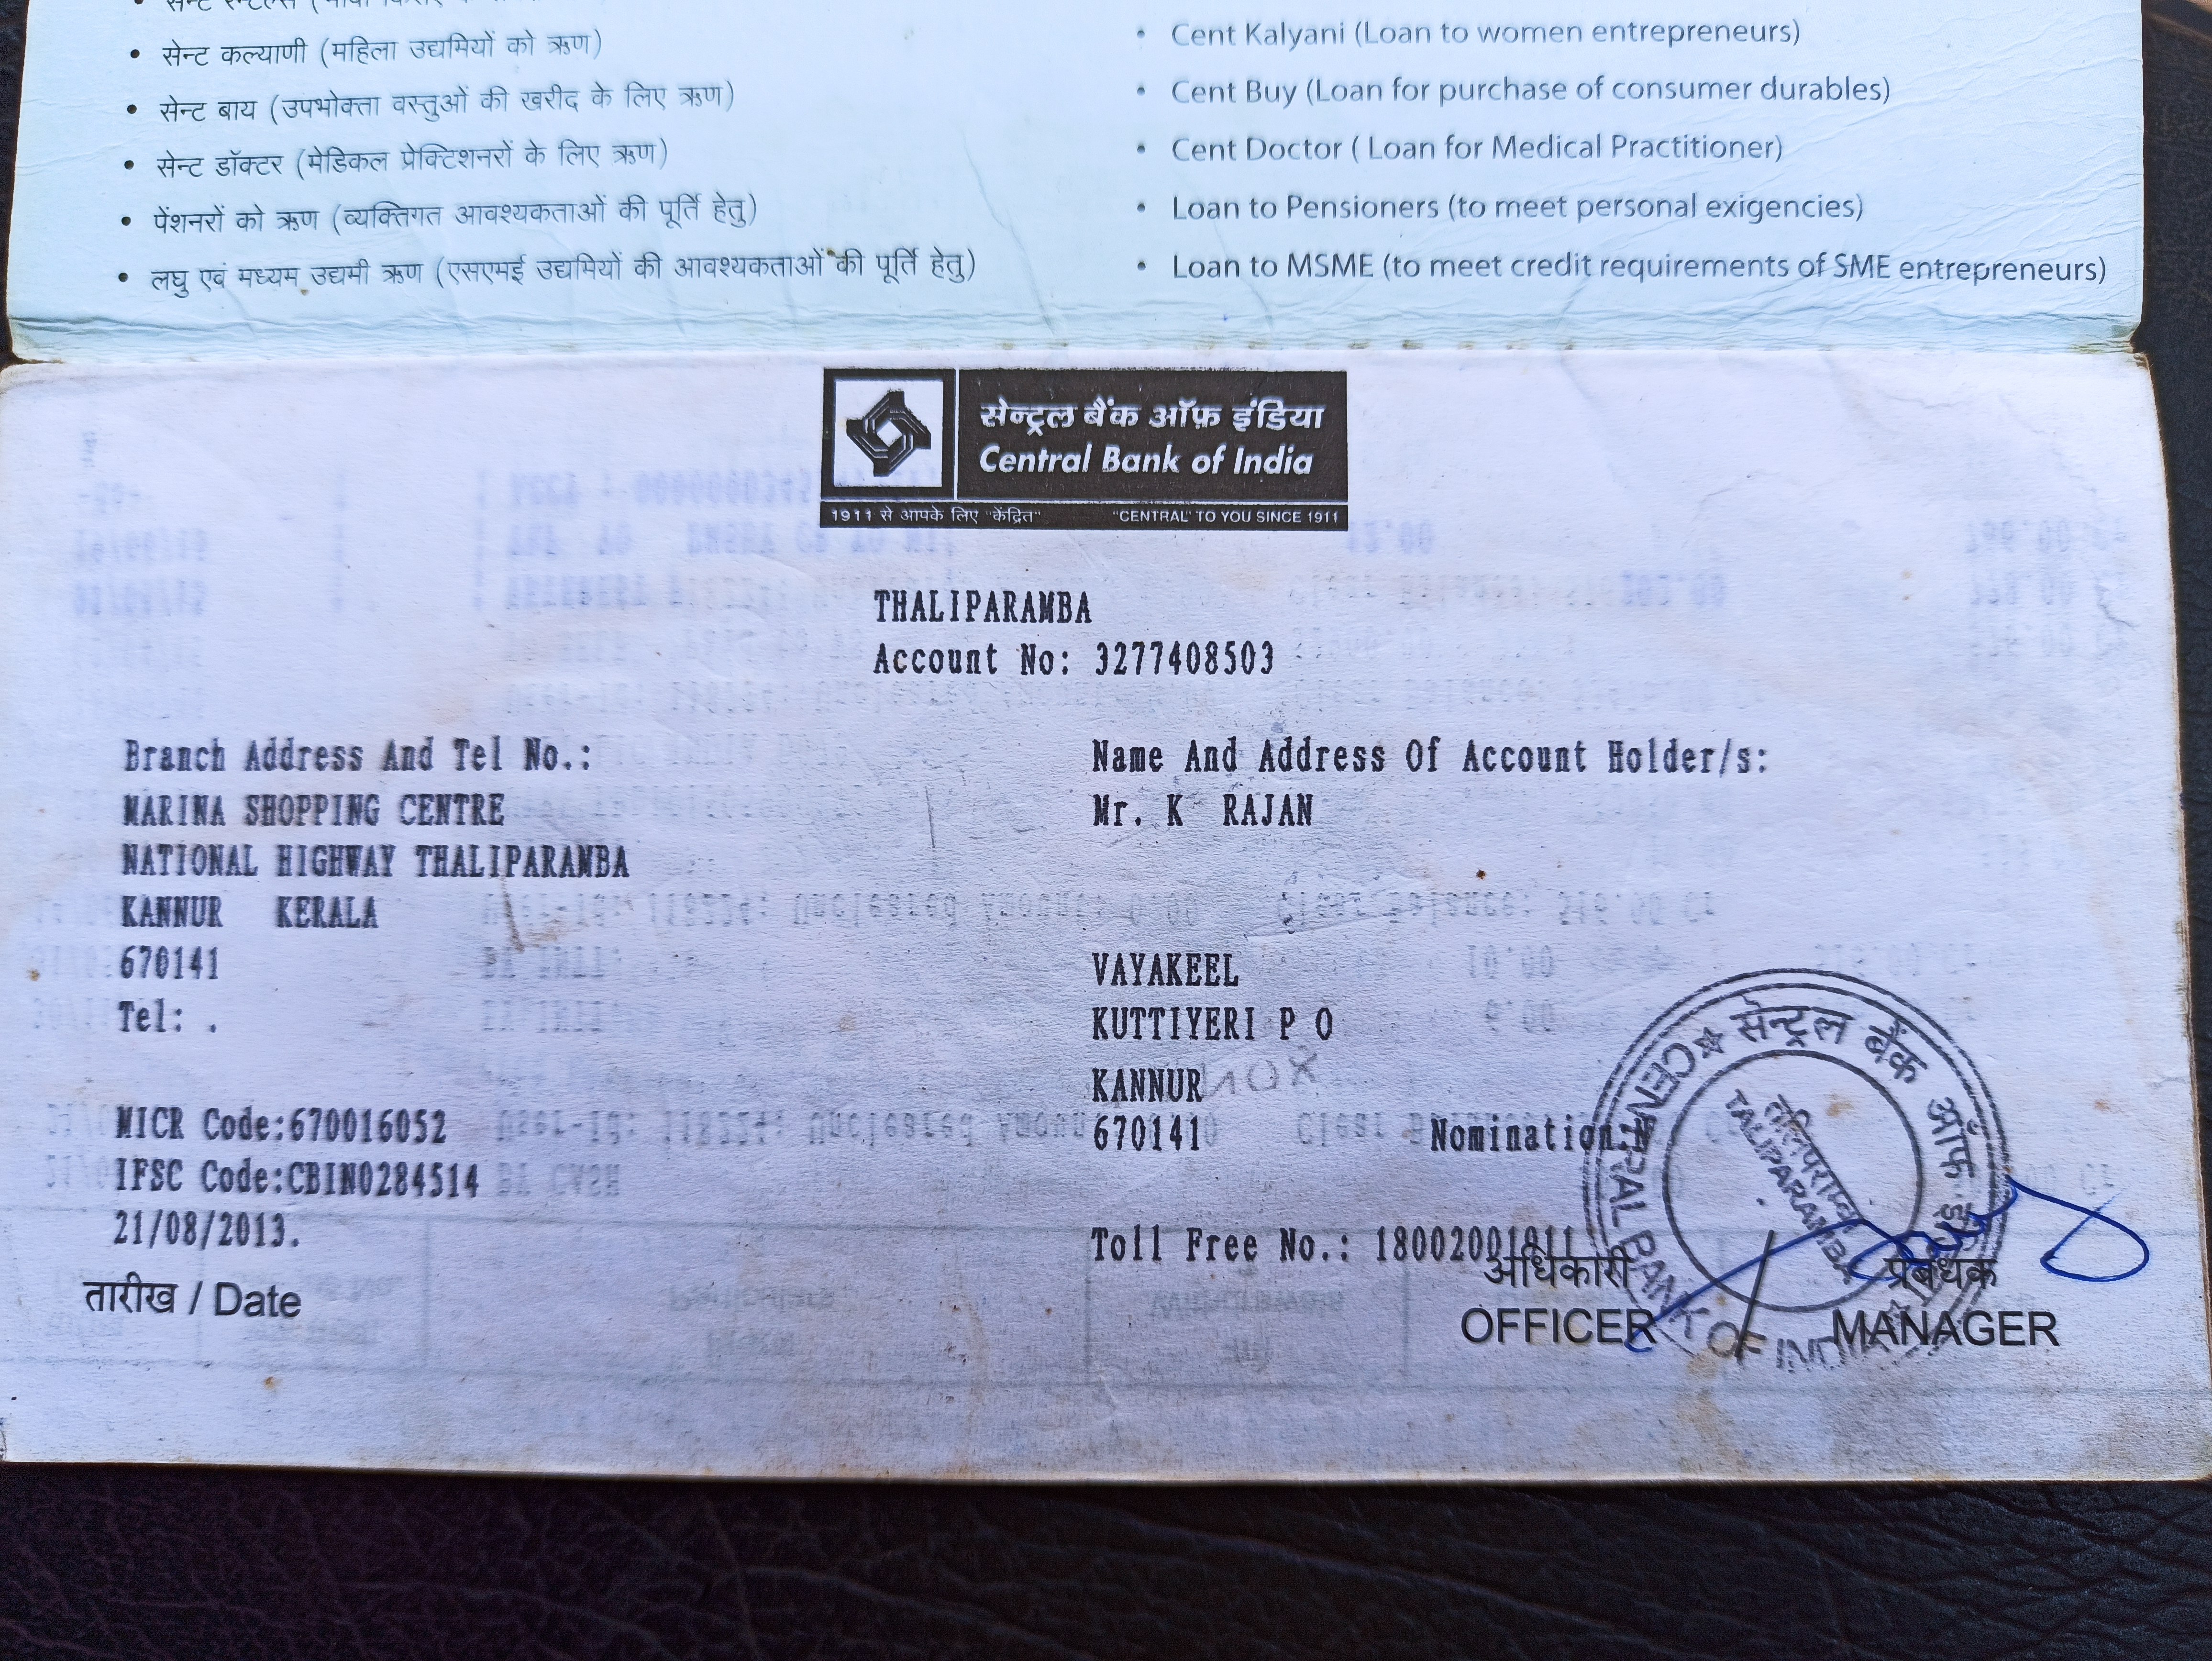 • सेन्ट कल्याणी (महिला उद्यमियों को ऋण)
• सेन्ट बाय (उपभोक्ता वस्तुओं की खरीद के लिए ऋण)
• सेन्ट डॉक्टर (मेडिकल प्रेक्टिशनरों के लिए ऋण)
• पेंशनरों को ऋण (व्यक्तिगत आवश्यकताओं की पूर्ति हेतु)
• लघु एवं मध्यम उद्यमी ऋण (एसएमई उद्यमियों की आवश्यकताओं की पूर्ति हेतु)
• Cent Kalyani (Loan to women entrepreneurs)
• Cent Buy (Loan for purchase of consumer durables)
• Cent Doctor ( Loan for Medical Practitioner)
• Loan to Pensioners (to meet personal exigencies)
• Loan to MSME (to meet credit requirements of SME entrepreneurs)
सेन्ट्रल बैंक ऑफ़ इंडिया
Central Bank of India
1911 से आपके लिए "केंद्रित" "CENTRAL" TO YOU SINCE 1911
THALIPARAMBA
Account No: 3277408503
Branch Address And Tel No.:
MARINA SHOPPING CENTRE
NATIONAL HIGHWAY THALIPARAMBA
KANNUR KERALA
670141
Tel: .
MICR Code:670016052
IFSC Code:CBIN0284514
21/08/2013.
तारीख / Date
Name And Address Of Account Holder/s:
Mr. K RAJAN
VAYAKEEL
KUTTIYERI P O
KANNUR
670141 Nomination:
Toll Free No.: 18002001911
अधिकारी प्रबंधक
OFFICER / MANAGER
सेन्ट्रल बैंक ऑफ
CENTRAL BANK OF INDIA
TALIPARAMBA